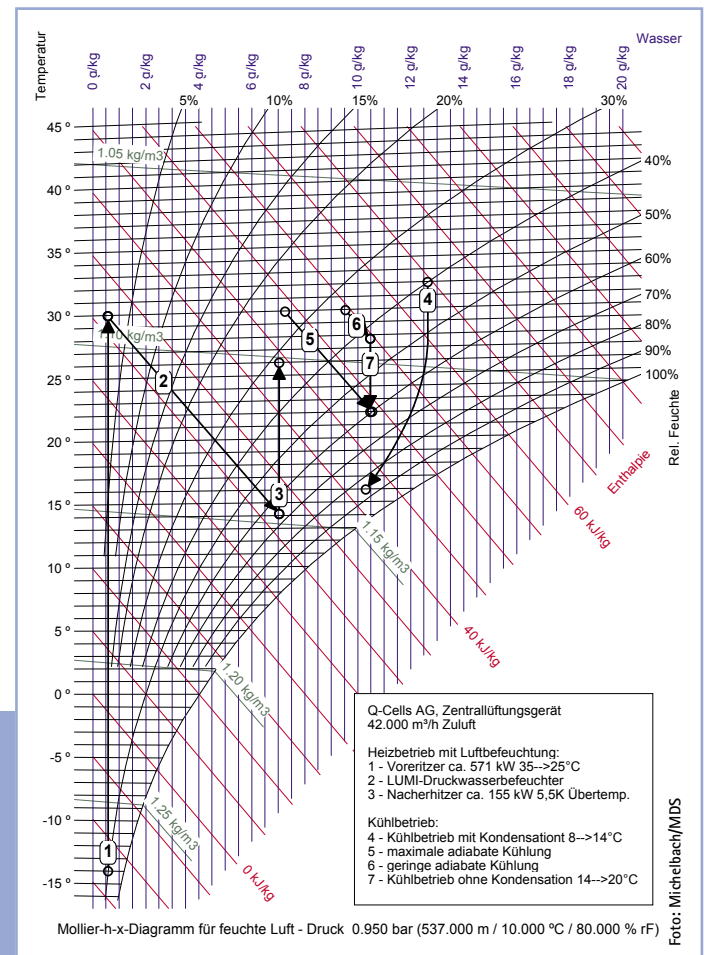 Wasser
Temperatur
0 g/kg
2 g/kg
4 g/kg
6 g/kg
8 g/kg
10 g/kg
12 g/kg
14 g/kg
16 g/kg
18 g/kg
20 g/kg
5%
10%
15%
20%
30%
45 °
1.05 kg/m3
40%
40 °
50%
35 °
60%
4
70%
30 °
6
80%
1.10 kg/m3
5
90%
7
100%
25 °
2
Rel. Feuchte
20 °
Enthalpie
3
15 °
60 kJ/kg
1.15 kg/m3
10 °
5 °
40 kJ/kg
0 °
1.20 kg/m3
-5 °
1.25 kg/m3
-10 °
1
0 kJ/kg
-15 °
Q-Cells AG, Zentrallüftungsgerät
42.000 m³/h Zuluft
Heizbetrieb mit Luftbefeuchtung:
1 - Voreritzer ca. 571 kW 35-->25°C
2 - LUMI-Druckwasserbefeuchter
3 - Nacherhitzer ca. 155 kW 5,5K Übertemp.
Kühlbetrieb:
4 - Kühlbetrieb mit Kondensationt 8-->14°C
5 - maximale adiabate Kühlung
6 - geringe adiabate Kühlung
7 - Kühlbetrieb ohne Kondensation 14-->20°C
Mollier-h-x-Diagramm für feuchte Luft - Druck 0.950 bar (537.000 m / 10.000 ºC / 80.000 % rF)
Foto: Michelbach/MDS